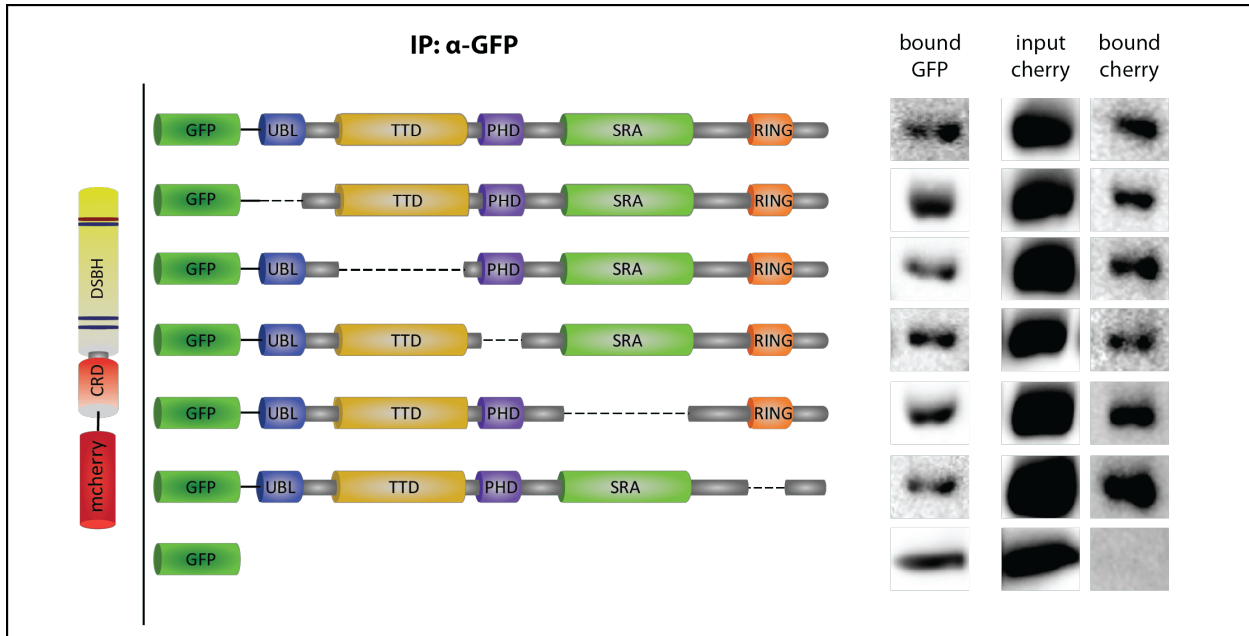 IP: α-GFP
bound
GFP
input
cherry
bound
cherry
GFP UBL TTD PHD SRA RING
GFP TTD PHD SRA RING
GFP UBL PHD SRA RING
GFP UBL TTD SRA RING
GFP UBL TTD PHD RING
GFP UBL TTD PHD SRA
GFP
DSBH
CRD
mcherry